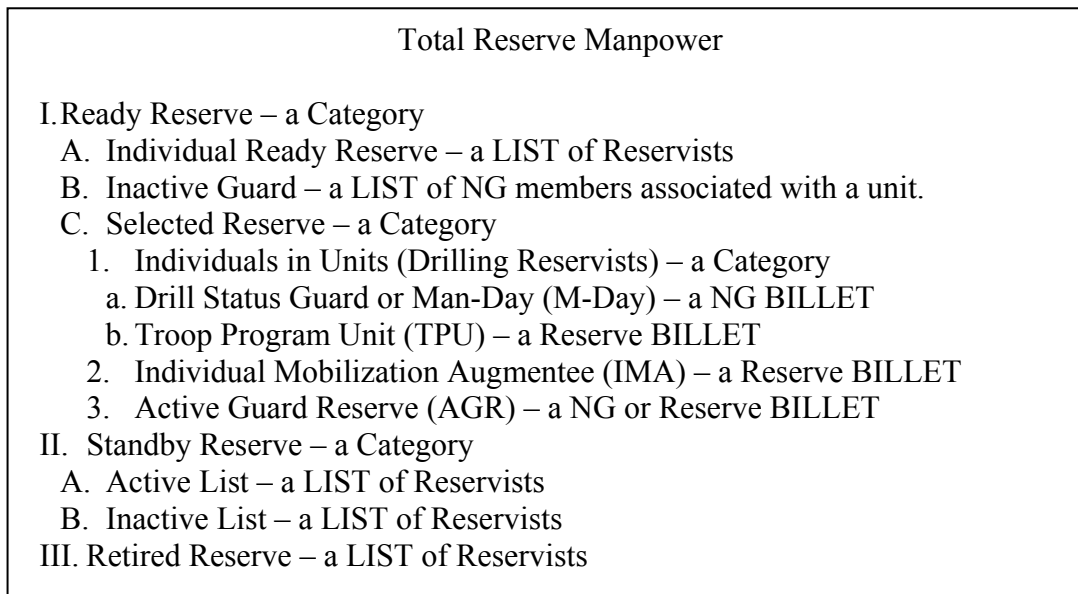 Total Reserve Manpower
I.Ready Reserve – a Category
A. Individual Ready Reserve – a LIST of Reservists
B. Inactive Guard – a LIST of NG members associated with a unit.
C. Selected Reserve – a Category
1. Individuals in Units (Drilling Reservists) – a Category
a. Drill Status Guard or Man-Day (M-Day) – a NG BILLET
b. Troop Program Unit (TPU) – a Reserve BILLET
2. Individual Mobilization Augmentee (IMA) – a Reserve BILLET
3. Active Guard Reserve (AGR) – a NG or Reserve BILLET
II. Standby Reserve – a Category
A. Active List – a LIST of Reservists
B. Inactive List – a LIST of Reservists
III. Retired Reserve – a LIST of Reservists